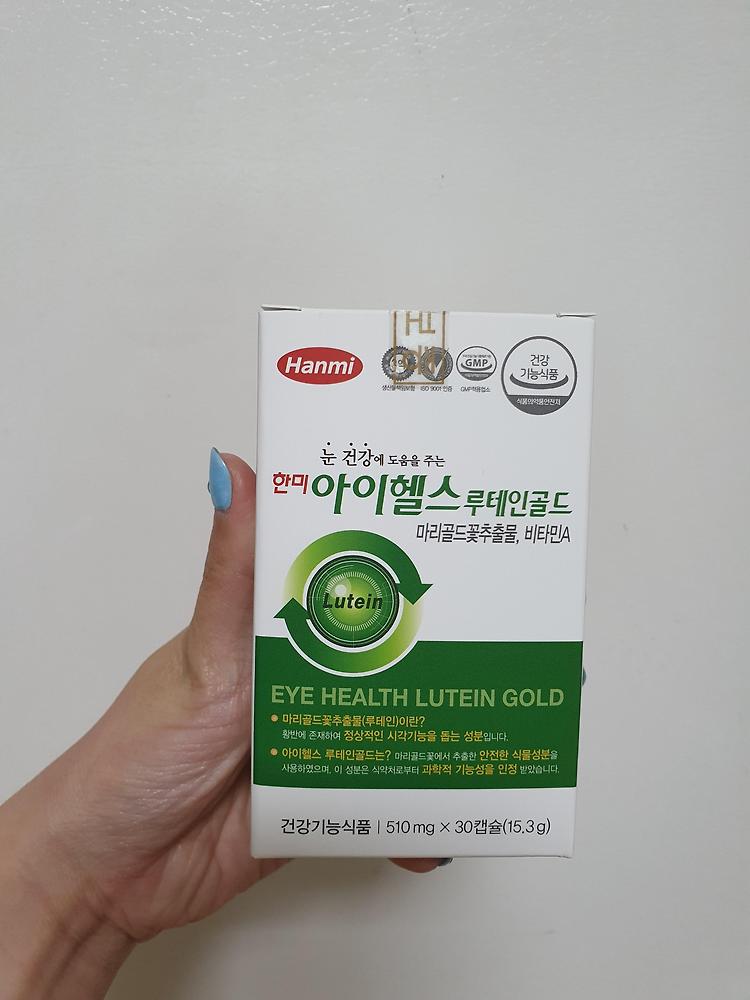 Hanmi
GMP
건강
기능식품
식품의약품안전처
ISO 9001 인증
GMP적용업소
눈 건강에 도움을 주는
한미 아이헬스 루테인골드
마리골드꽃추출물, 비타민A
Lutein
EYE HEALTH LUTEIN GOLD
마리골드꽃추출물(루테인)이란?
황반에 존재하여 정상적인 시각기능을 돕는 성분입니다.
아이헬스 루테인골드는? 마리골드꽃에서 추출한 안전한 식물성분을
사용하였으며, 이 성분은 식약처로부터 과학적 기능성을 인정 받았습니다.
건강기능식품 | 510 mg × 30캡슐(15.3 g)